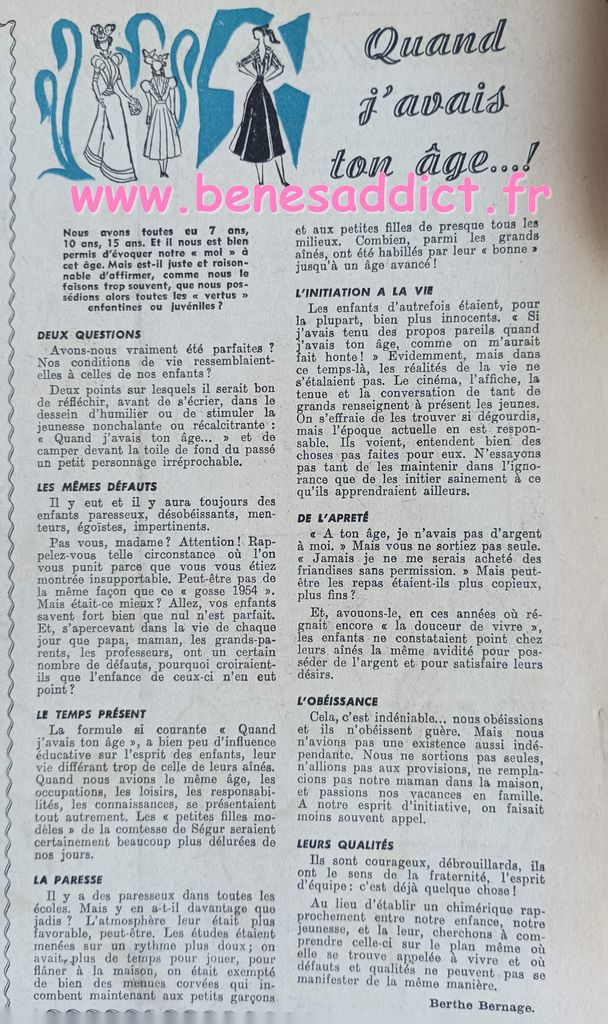 Quand
j'avais
ton âge...!
www.benesaddict.fr
Nous avons toutes eu 7 ans,
10 ans, 15 ans. Et il nous est bien
permis d'évoquer notre « moi » à
cet âge. Mais est-il juste et raison-
nable d'affirmer, comme nous le
faisons trop souvent, que nous pos-
sédions alors toutes les « vertus »
enfantines ou juvéniles ?
DEUX QUESTIONS
Avons-nous vraiment été parfaites ?
Nos conditions de vie ressemblaient-
elles à celles de nos enfants ?
Deux points sur lesquels il serait bon
de réfléchir, avant de s'écrier, dans le
dessein d'humilier ou de stimuler la
jeunesse nonchalante ou récalcitrante :
« Quand j'avais ton âge... » et de
camper devant la toile de fond du passé
un petit personnage irréprochable.
LES MÊMES DÉFAUTS
Il y eut et il y aura toujours des
enfants paresseux, désobéissants, men-
teurs, égoïstes, impertinents.
Pas vous, madame ? Attention ! Rap-
pelez-vous telle circonstance où l'on
vous punit parce que vous vous étiez
montrée insupportable. Peut-être pas de
la même façon que ce « gosse 1954 ».
Mais était-ce mieux ? Allez, vos enfants
savent fort bien que nul n'est parfait.
Et, s'apercevant dans la vie de chaque
jour que papa, maman, les grands-pa-
rents, les professeurs, ont un certain
nombre de défauts, pourquoi croiraient-
ils que l'enfance de ceux-ci n'en eut
point ?
LE TEMPS PRÉSENT
La formule si courante « Quand
j'avais ton âge », a bien peu d'influence
éducative sur l'esprit des enfants, leur
vie différant trop de celle de leurs aînés.
Quand nous avions le même âge, les
occupations, les loisirs, les responsabi-
lités, les connaissances, se présentaient
tout autrement. Les « petites filles mo-
dèles » de la comtesse de Ségur seraient
certainement beaucoup plus délurées de
nos jours.
LA PARESSE
Il y a des paresseux dans toutes les
écoles. Mais y en a-t-il davantage que
jadis ? L'atmosphère leur était plus
favorable, peut-être. Les études étaient
menées sur un rythme plus doux ; on
avait plus de temps pour jouer, pour
flâner à la maison, on était exempté
de bien des menues corvées qui in-
combent maintenant aux petits garçons
et aux petites filles de presque tous les
milieux. Combien, parmi les grands
aînés, ont été habillés par leur « bonne »
jusqu'à un âge avancé !
L'INITIATION A LA VIE
Les enfants d'autrefois étaient, pour
la plupart, bien plus innocents. « Si
j'avais tenu des propos pareils quand
j'avais ton âge, comme on m'aurait
fait honte ! » Evidemment, mais dans
ce temps-là, les réalités de la vie ne
s'étalaient pas. Le cinéma, l'affiche, la
tenue et la conversation de tant de
grands renseignent à présent les jeunes.
On s'effraie de les trouver si dégourdis,
mais l'époque actuelle en est respon-
sable. Ils voient, entendent bien des
choses pas faites pour eux. N'essayons
pas tant de les maintenir dans l'igno-
rance que de les initier sainement à ce
qu'ils apprendraient ailleurs.
DE L'APRETÉ
« A ton âge, je n'avais pas d'argent
à moi. » Mais vous ne sortiez pas seule.
« Jamais je ne me serais acheté des
friandises sans permission. » Mais peut-
être les repas étaient-ils plus copieux,
plus fins ?
Et, avouons-le, en ces années où ré-
gnait encore « la douceur de vivre »,
les enfants ne constataient point chez
leurs aînés la même avidité pour pos-
séder de l'argent et pour satisfaire leurs
désirs.
L'OBÉISSANCE
Cela, c'est indéniable... nous obéissions
et ils n'obéissent guère. Mais nous
n'avions pas une existence aussi indé-
pendante. Nous ne sortions pas seules,
n'allions pas aux provisions, ne rempla-
cions pas notre maman dans la maison,
et passions nos vacances en famille.
A notre esprit d'initiative, on faisait
moins souvent appel.
LEURS QUALITÉS
Ils sont courageux, débrouillards, ils
ont le sens de la fraternité, l'esprit
d'équipe : c'est déjà quelque chose !
Au lieu d'établir un chimérique rap-
prochement entre notre enfance, notre
jeunesse, et la leur, cherchons à com-
prendre celle-ci sur le plan même où
elle se trouve appelée à vivre et où
défauts et qualités ne peuvent pas se
manifester de la même manière.
Berthe Bernage.